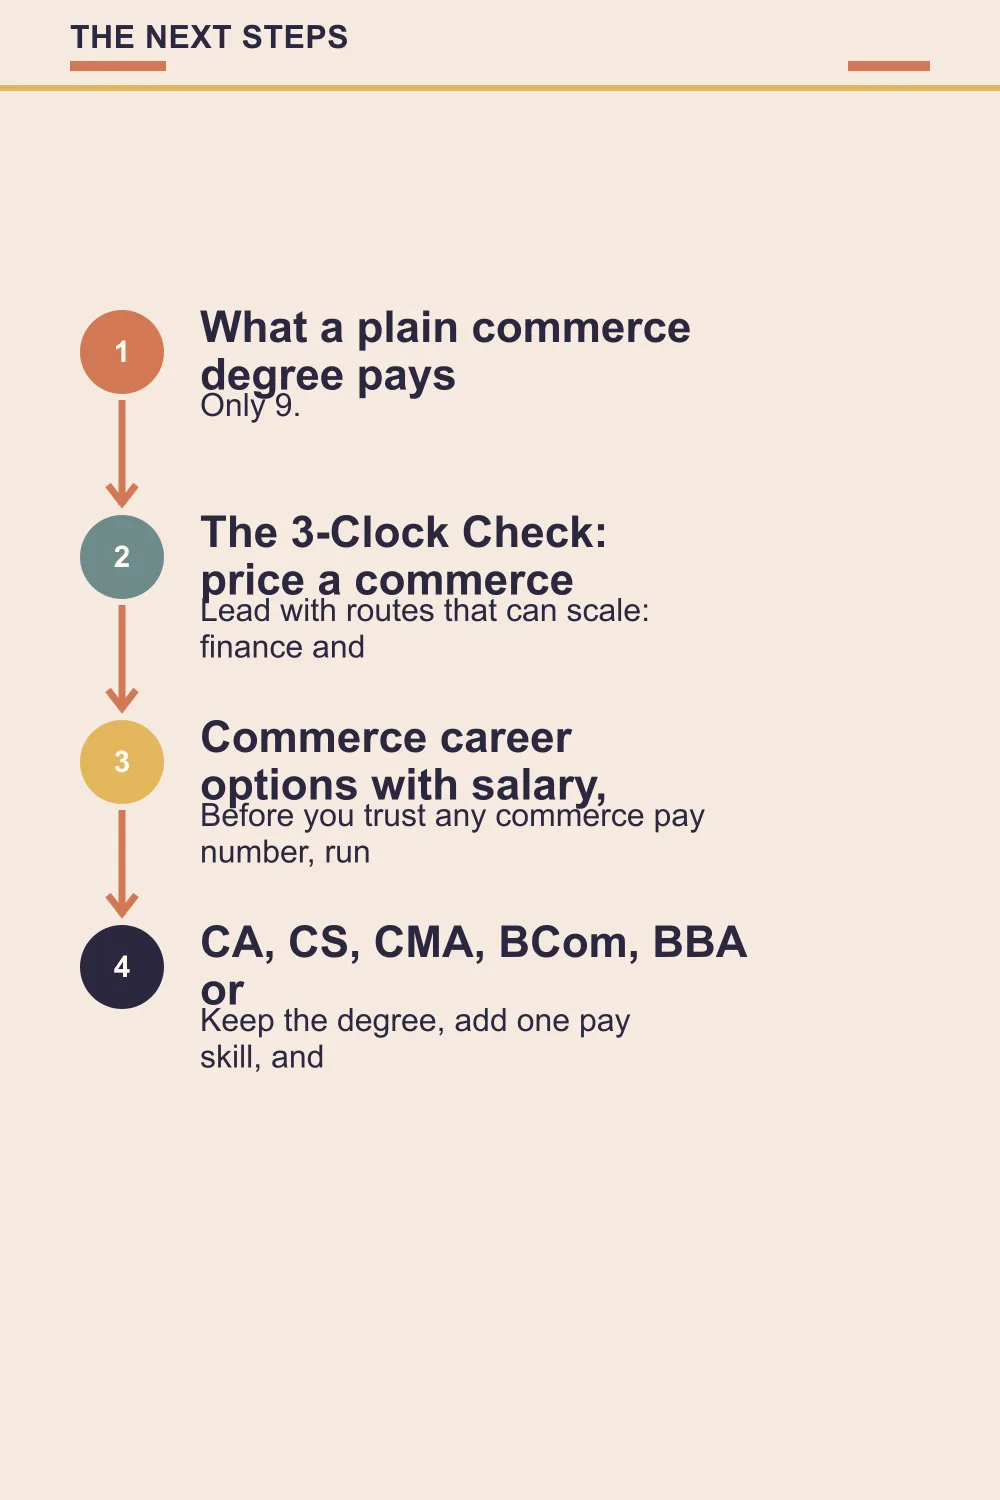 THE NEXT STEPS
1
What a plain commerce
degree pays
Only 9.
2
The 3-Clock Check:
price a commerce
Lead with routes that can scale:
finance and
3
Commerce career
options with salary,
Before you trust any commerce pay
number, run
4
CA, CS, CMA, BCom, BBA
or
Keep the degree, add one pay
skill, and